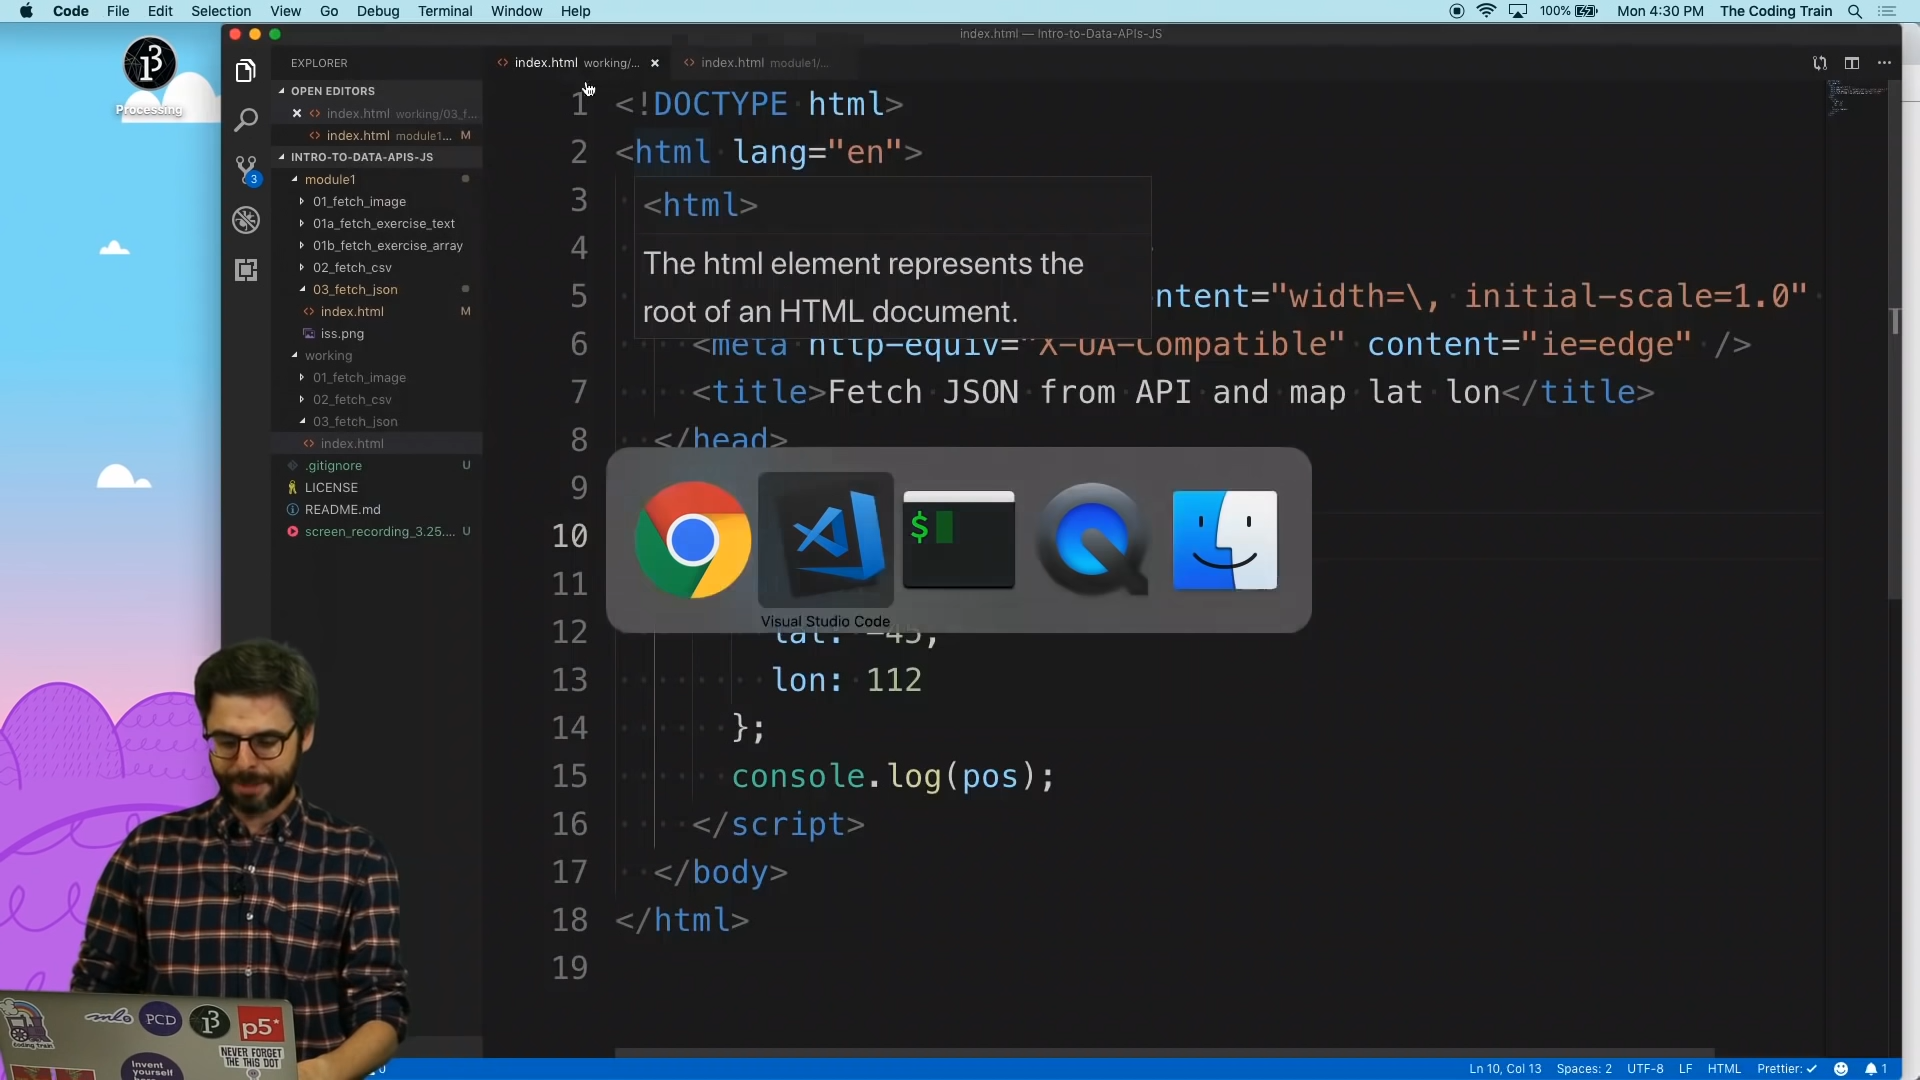 Code File Edit Selection View Go Debug Terminal Window Help 100% Mon 4:30 PM The Coding Train
index.html — Intro-to-Data-APIs-JS
Processing
EXPLORER
OPEN EDITORS
index.html working/03_f...
index.html module1... M
INTRO-TO-DATA-APIS-JS
module1
01_fetch_image
01a_fetch_exercise_text
01b_fetch_exercise_array
02_fetch_csv
03_fetch_json
index.html M
iss.png
working
01_fetch_image
02_fetch_csv
03_fetch_json
index.html
.gitignore U
LICENSE
README.md
screen_recording_3.25.... U
3
index.html working/...
index.html module1/...
1 <!DOCTYPE html>
2 <html lang="en">
3
<html>
4
The html element represents the
root of an HTML document.
5 ntent="width=\, initial-scale=1.0"
6 <meta http-equiv="X-UA-Compatible" content="ie=edge" />
7 <title>Fetch JSON from API and map lat lon</title>
8 </head>
9
10
11
$
Visual Studio Code
12 lat: -45,
13 lon: 112
14 };
15 console.log(pos);
16 </script>
17 </body>
18 </html>
19
Coding Train
mlo
PCD
p5*
NEVER FORGET
THE THIS DOT
Invent
yourself
0
Ln 10, Col 13 Spaces: 2 UTF-8 LF HTML Prettier: ✓ 1